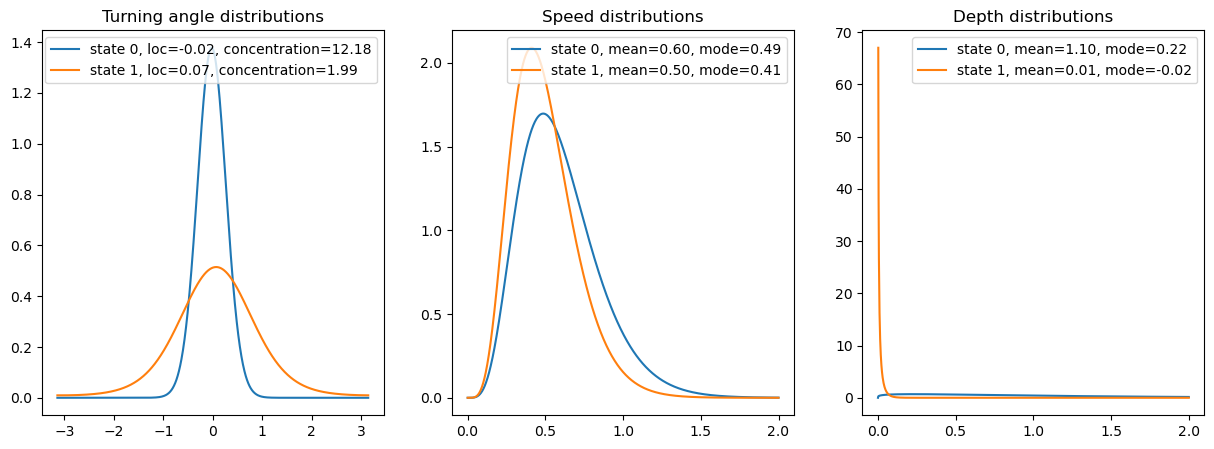 Turning angle distributions
state 0, loc=-0.02, concentration=12.18
state 1, loc=0.07, concentration=1.99
1.4
1.2
1.0
0.8
0.6
0.4
0.2
0.0
−3 −2 −1 0 1 2 3
Speed distributions
state 0, mean=0.60, mode=0.49
state 1, mean=0.50, mode=0.41
2.0
1.5
1.0
0.5
0.0
0.0 0.5 1.0 1.5 2.0
Depth distributions
state 0, mean=1.10, mode=0.22
state 1, mean=0.01, mode=-0.02
70
60
50
40
30
20
10
0
0.0 0.5 1.0 1.5 2.0